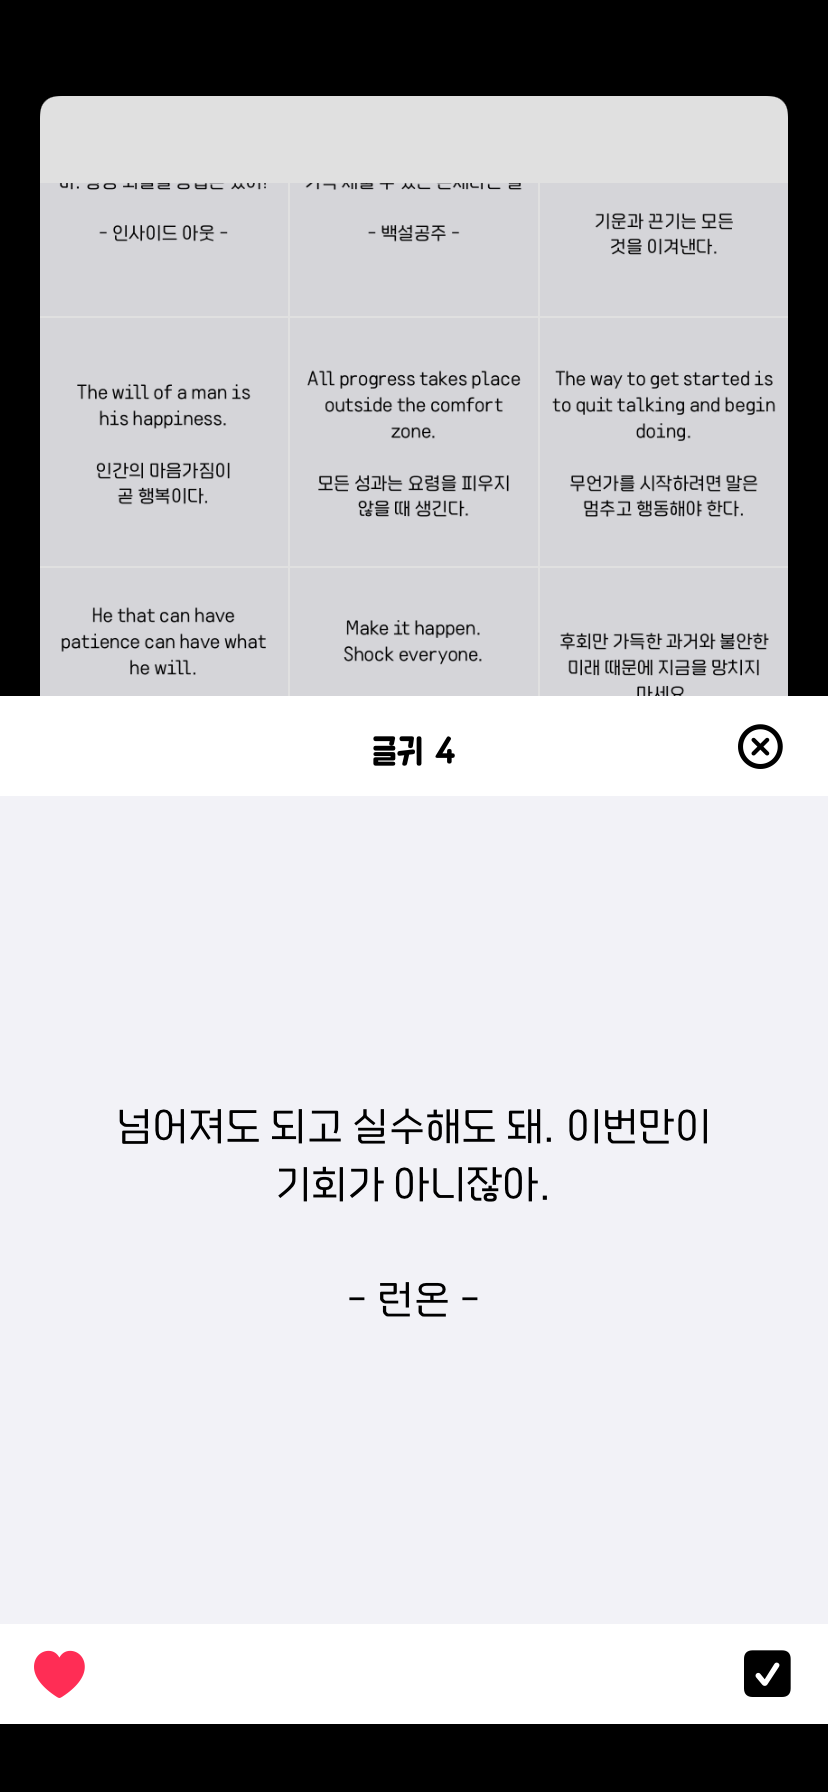 - 인사이드 아웃 -
- 백설공주 -
기운과 끈기는 모든
것을 이겨낸다.
The will of a man is
his happiness.
인간의 마음가짐이
곧 행복이다.
All progress takes place
outside the comfort
zone.
모든 성과는 요령을 피우지
않을 때 생긴다.
The way to get started is
to quit talking and begin
doing.
무언가를 시작하려면 말은
멈추고 행동해야 한다.
He that can have
patience can have what
he will.
Make it happen.
Shock everyone.
후회만 가득한 과거와 불안한
미래 때문에 지금을 망치지
마세요
글귀 4
넘어져도 되고 실수해도 돼. 이번만이
기회가 아니잖아.
- 런온 -